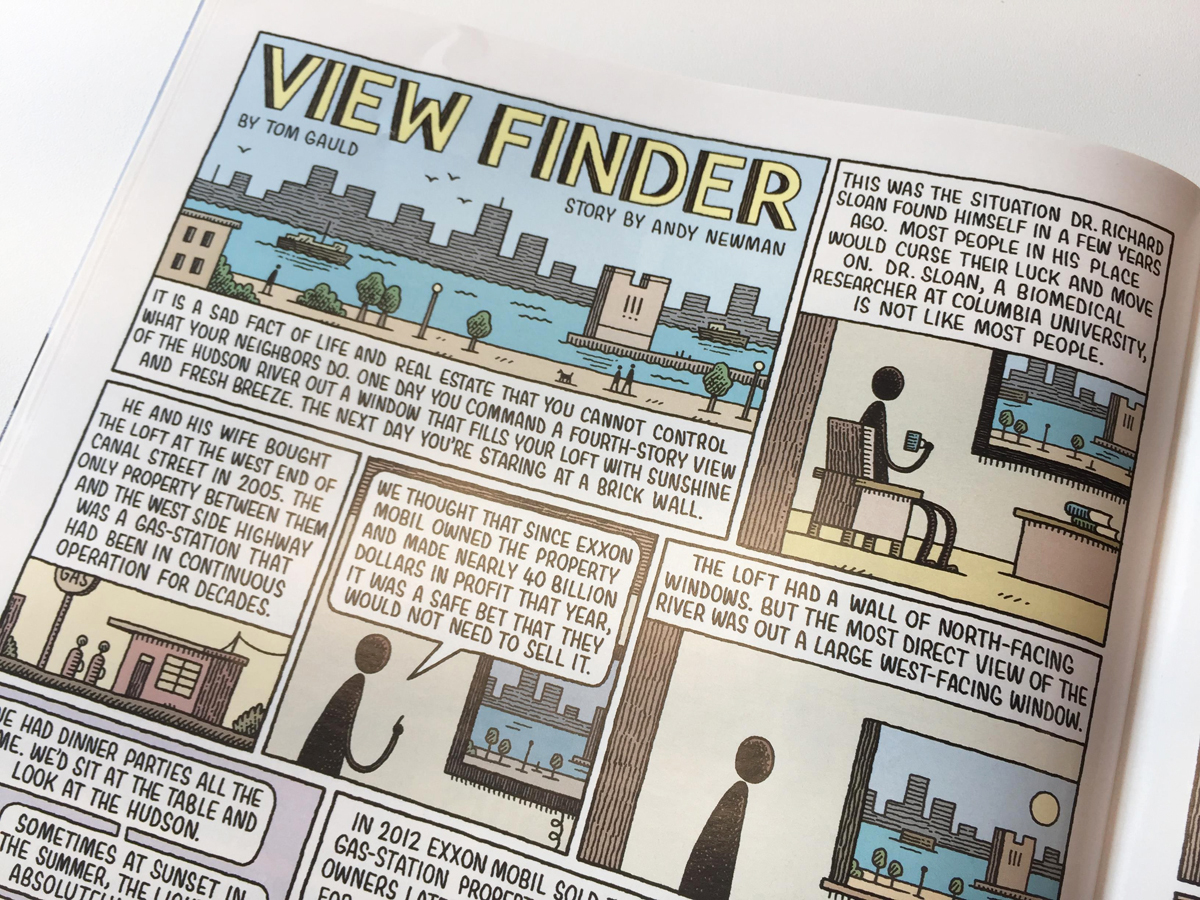 VIEW FINDER
BY TOM GAULD
STORY BY ANDY NEWMAN
IT IS A SAD FACT OF LIFE AND REAL ESTATE THAT YOU CANNOT CONTROL
WHAT YOUR NEIGHBORS DO. ONE DAY YOU COMMAND A FOURTH-STORY VIEW
OF THE HUDSON RIVER OUT A WINDOW THAT FILLS YOUR LOFT WITH SUNSHINE
AND FRESH BREEZE. THE NEXT DAY YOU'RE STARING AT A BRICK WALL.
THIS WAS THE SITUATION DR. RICHARD
SLOAN FOUND HIMSELF IN A FEW YEARS
AGO. MOST PEOPLE IN HIS PLACE
WOULD CURSE THEIR LUCK AND MOVE
ON. DR. SLOAN, A BIOMEDICAL
RESEARCHER AT COLUMBIA UNIVERSITY,
IS NOT LIKE MOST PEOPLE.
HE AND HIS WIFE BOUGHT
THE LOFT AT THE WEST END OF
CANAL STREET IN 2005. THE
ONLY PROPERTY BETWEEN THEM
AND THE WEST SIDE HIGHWAY
WAS A GAS-STATION THAT
HAD BEEN IN CONTINUOUS
OPERATION FOR DECADES.
GAS
WE THOUGHT THAT SINCE EXXON
MOBIL OWNED THE PROPERTY
AND MADE NEARLY 40 BILLION
DOLLARS IN PROFIT THAT YEAR,
IT WAS A SAFE BET THAT THEY
WOULD NOT NEED TO SELL IT.
THE LOFT HAD A WALL OF NORTH-FACING
WINDOWS. BUT THE MOST DIRECT VIEW OF THE
RIVER WAS OUT A LARGE WEST-FACING WINDOW.
HAD DINNER PARTIES ALL THE
WE'D SIT AT THE TABLE AND
LOOK AT THE HUDSON.
SOMETIMES AT SUNSET IN
THE SUMMER, THE
IN 2012 EXXON MOBIL SOLD
GAS-STATION
OWNERS